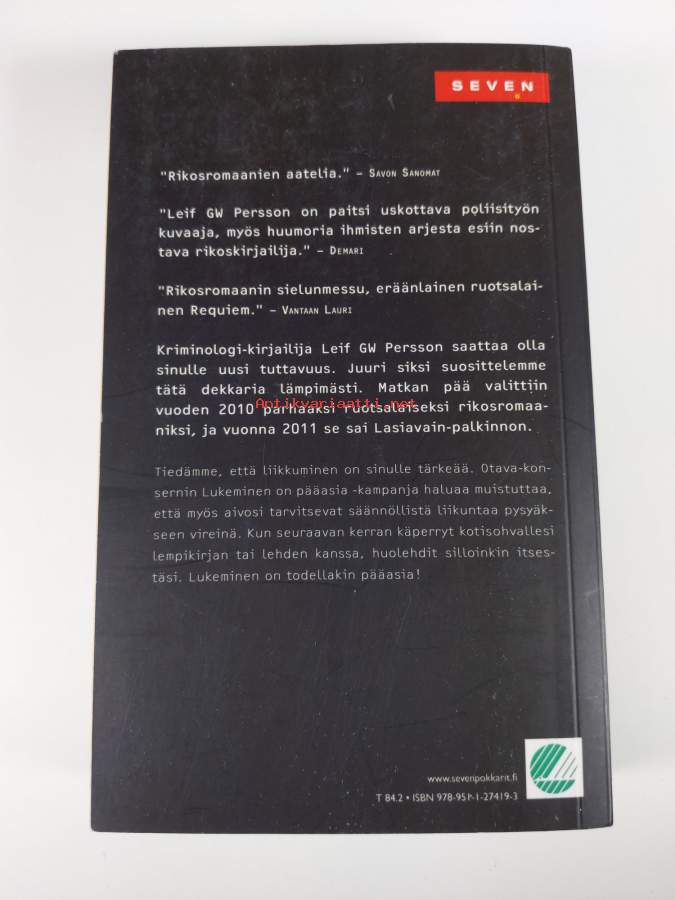 SEVEN
"Rikosromaanien aatelia." – SAVON SANOMAT
"Leif GW Persson on paitsi uskottava poliisityön
kuvaaja, myös huumoria ihmisten arjesta esiin nos-
tava rikoskirjailija." – DEMARI
"Rikosromaanin sielunmessu, eräänlainen ruotsalai-
nen Requiem." – VANTAAN LAURI
Kriminologi-kirjailija Leif GW Persson saattaa olla
sinulle uusi tuttavuus. Juuri siksi suosittelemme
tätä dekkaria lämpimästi. Matkan pää valittiin
Antikvariaatti.net
vuoden 2010 parhaaksi ruotsalaiseksi rikosromaa-
niksi, ja vuonna 2011 se sai Lasiavain-palkinnon.
Tiedämme, että liikkuminen on sinulle tärkeää. Otava-kon-
sernin Lukeminen on pääasia -kampanja haluaa muistuttaa,
että myös aivosi tarvitsevat säännöllistä liikuntaa pysyäk-
seen vireinä. Kun seuraavan kerran käperryt kotisohvallesi
lempikirjan tai lehden kanssa, huolehdit silloinkin itses-
täsi. Lukeminen on todellakin pääasia!
www.sevenpokkarit.fi
T 84.2 • ISBN 978-951-1-27419-3